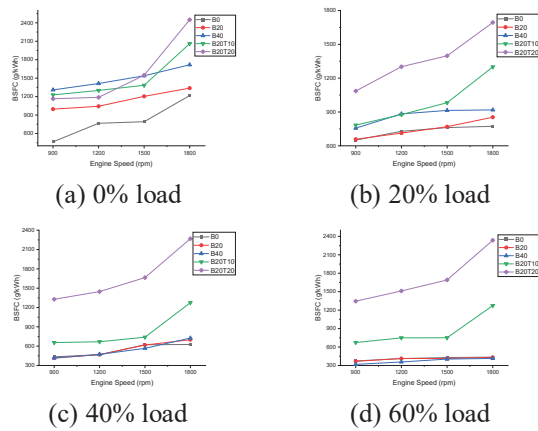 2400
2100
1800
1500
1200
900
600
BSFC (g/kWh)
900 1200 1500 1800
Engine Speed (rpm)
B0
B20
B40
B20T10
B20T20
(a) 0% load
1800
1500
1200
900
600
BSFC (g/kWh)
900 1200 1500 1800
Engine Speed (rpm)
B0
B20
B40
B20T10
B20T20
(b) 20% load
2400
2100
1800
1500
1200
900
600
300
BSFC (g/kWh)
900 1200 1500 1800
Engine Speed (rpm)
B0
B20
B40
B20T10
B20T20
(c) 40% load
2400
2100
1800
1500
1200
900
600
300
BSFC (g/kWh)
900 1200 1500 1800
Engine Speed (rpm)
B0
B20
B40
B20T10
B20T20
(d) 60% load